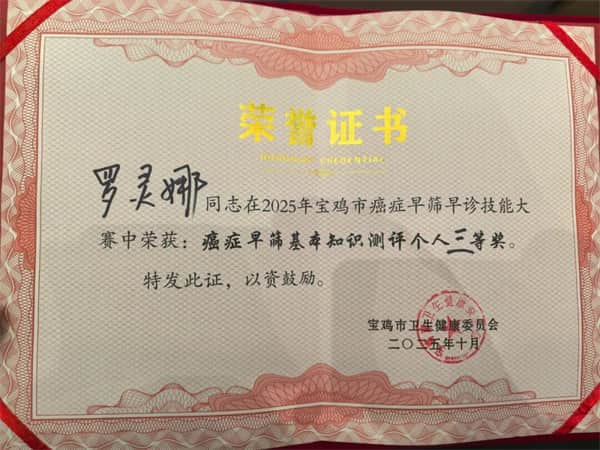 荣誉证书
HONORARY CREDENTIAL
罗灵娜 同志在2025年宝鸡市癌症早筛早诊技能大
赛中荣获：癌症早筛基本知识测评个人三等奖。
特发此证，以资鼓励。
宝鸡市卫生健康委员会
二〇二五年十月